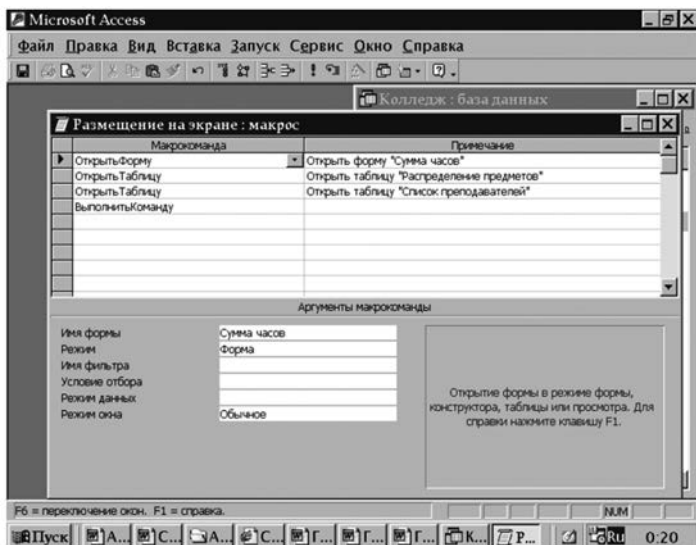 Microsoft Access
Файл Правка Вид Вставка Запуск Сервис Окно Справка
Колледж : база данных
Размещение на экране : макрос
Макрокоманда Примечание
ОткрытьФорму Открыть форму "Сумма часов"
ОткрытьТаблицу Открыть таблицу "Распределение предметов"
ОткрытьТаблицу Открыть таблицу "Список преподавателей"
ВыполнитьКоманду
Аргументы макрокоманды
Имя формы Сумма часов
Режим Форма
Имя фильтра
Условие отбора
Режим данных
Режим окна Обычное
Открытие формы в режиме формы,
конструктора, таблицы или просмотра. Для
справки нажмите клавишу F1.
F6 = переключение окон. F1 = справка. NUM
Пуск А... С... А... С... Г... Г... Г... К... Р... Ru 0:20